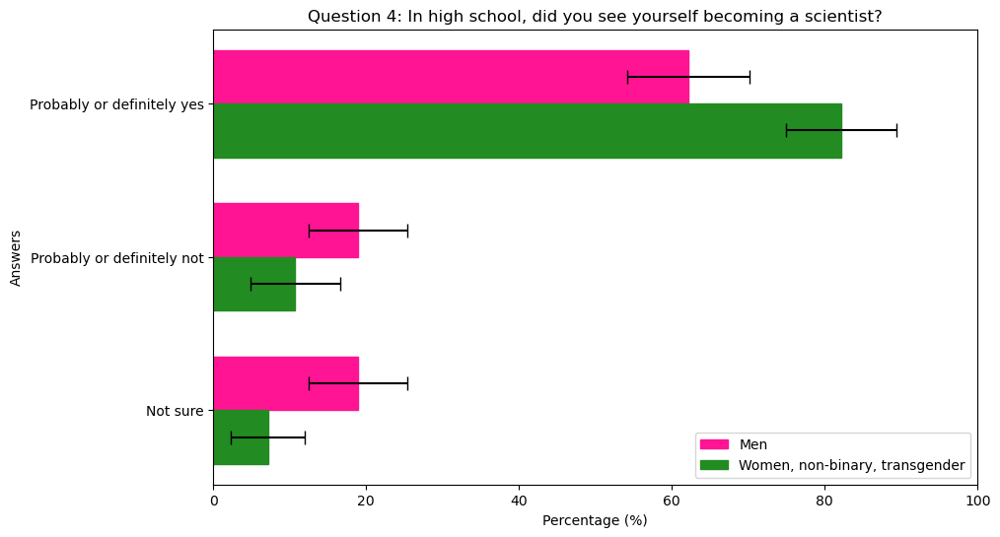 Question 4: In high school, did you see yourself becoming a scientist?
Probably or definitely yes
Probably or definitely not
Not sure
Answers
Men
Women, non-binary, transgender
0 20 40 60 80 100
Percentage (%)